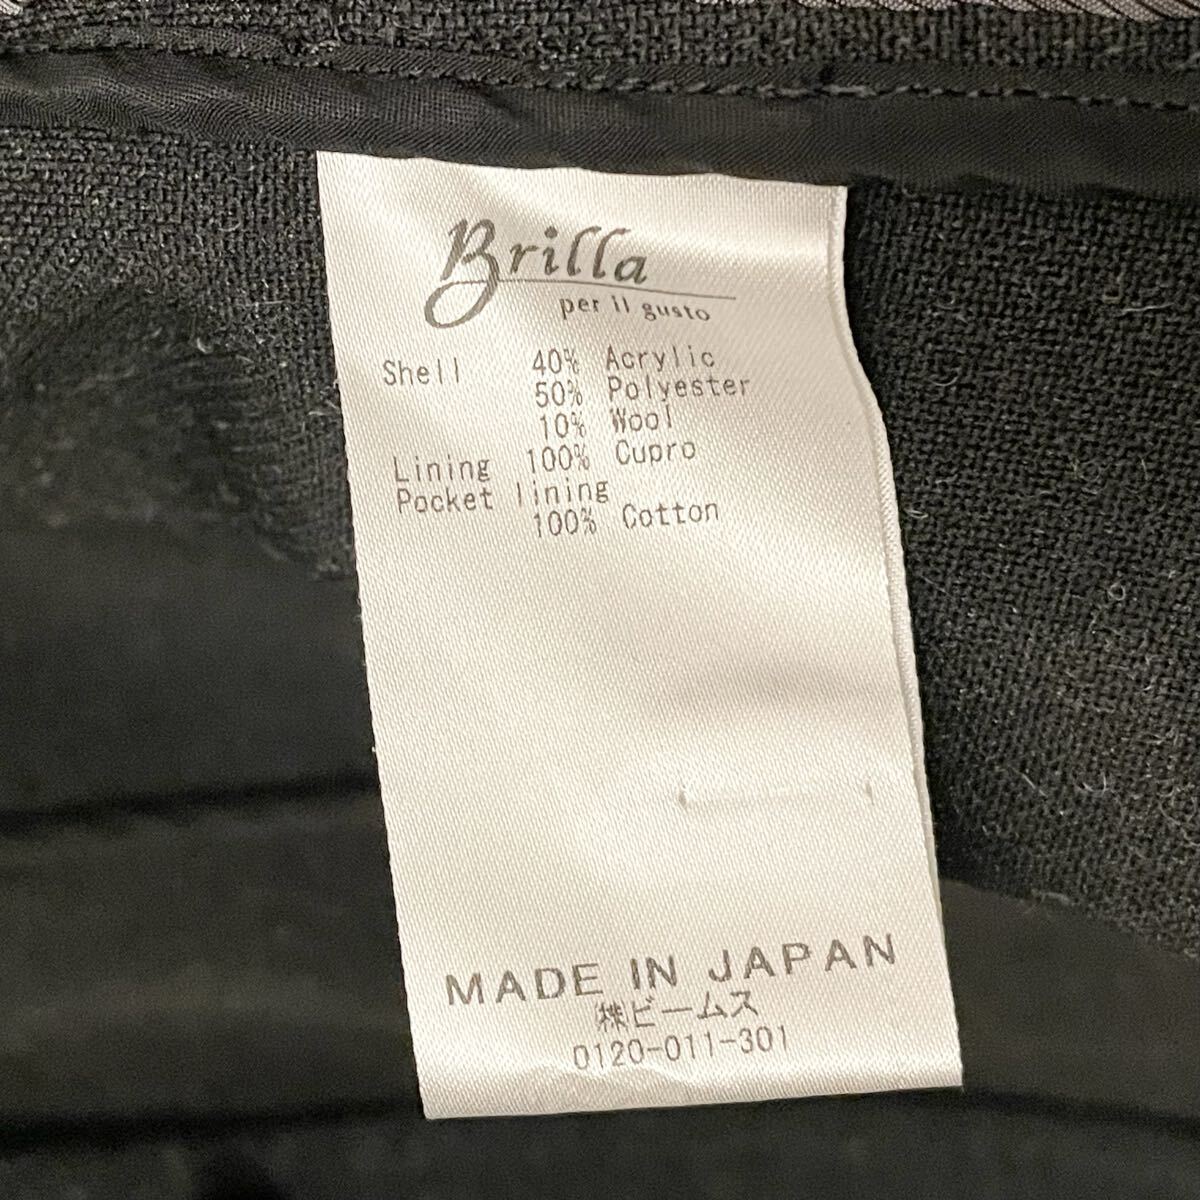 Brilla
per il gusto
Shell 40% Acrylic
50% Polyester
10% Wool
Lining 100% Cupro
Pocket lining
100% Cotton
MADE IN JAPAN
㈱ビームス
0120-011-301